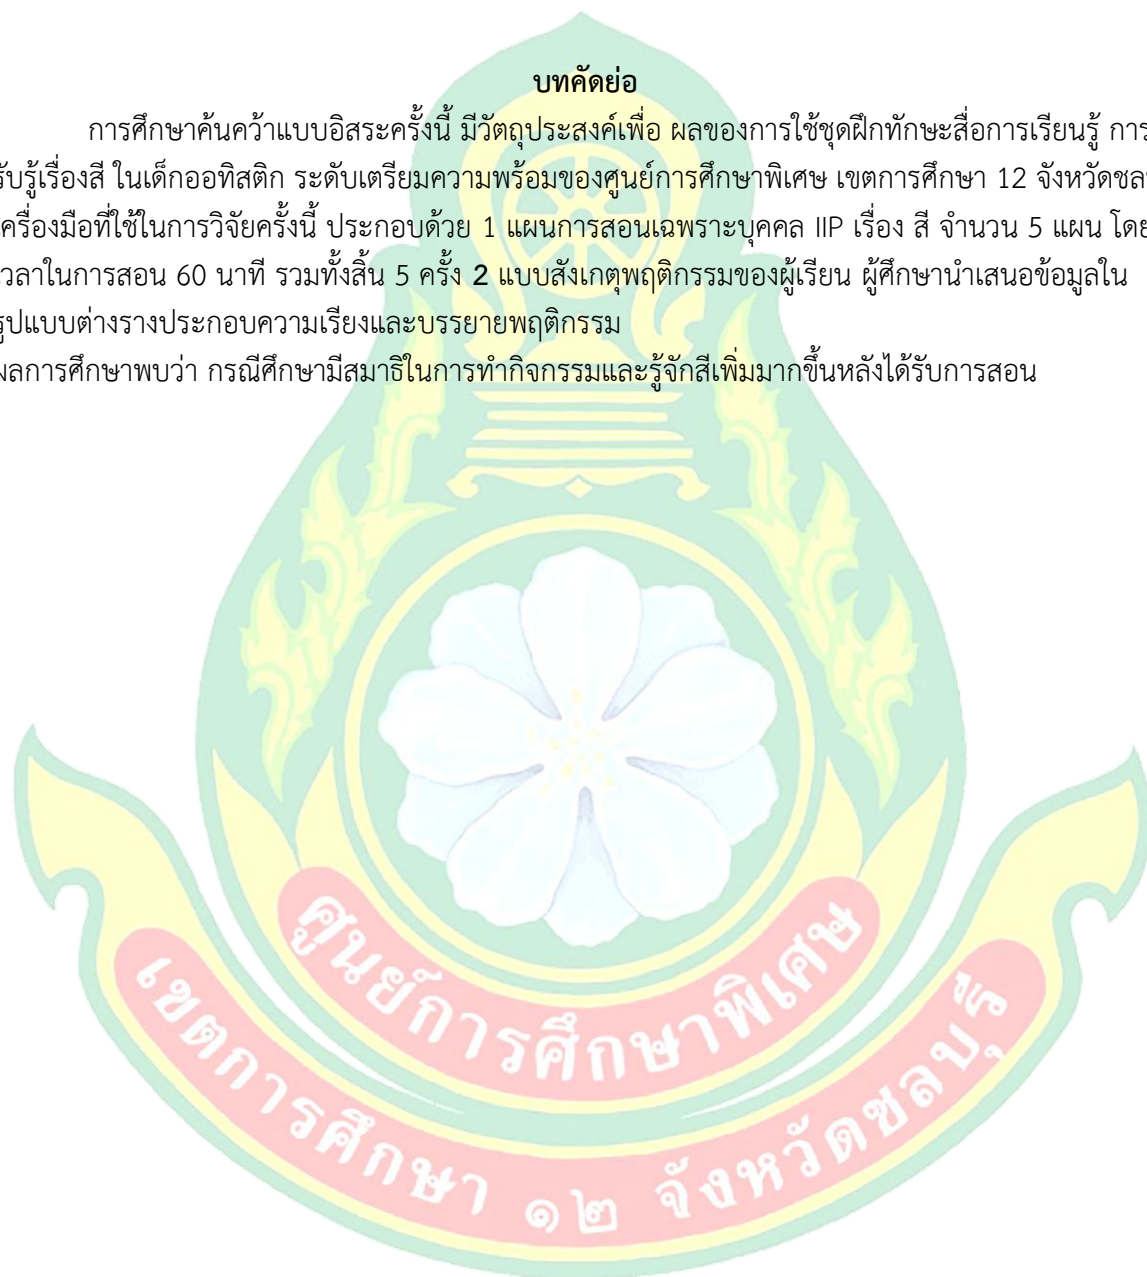 บทคัดย่อ
การศึกษาค้นคว้าแบบอิสระครั้งนี้ มีวัตถุประสงค์เพื่อ ผลของการใช้ชุดฝึกทักษะสื่อการเรียนรู้ การ
รับรู้เรื่องสี ในเด็กออทิสติก ระดับเตรียมความพร้อมของศูนย์การศึกษาพิเศษ เขตการศึกษา 12 จังหวัดชล
เครื่องมือที่ใช้ในการวิจัยครั้งนี้ ประกอบด้วย 1 แผนการสอนเฉพราะบุคคล IIP เรื่อง สี จำนวน 5 แผน โดย
เวลาในการสอน 60 นาที รวมทั้งสิ้น 5 ครั้ง 2 แบบสังเกตุพฤติกรรมของผู้เรียน ผู้ศึกษานำเสนอข้อมูลใน
รูปแบบต่างรางประกอบความเรียงและบรรยายพฤติกรรม
ผลการศึกษาพบว่า กรณีศึกษามีสมาธิในการทำกิจกรรมและรู้จักสีเพิ่มมากขึ้นหลังได้รับการสอน
ศูนย์การศึกษาพิเศษ
เขตการศึกษา ๑๒ จังหวัดชลบุรี